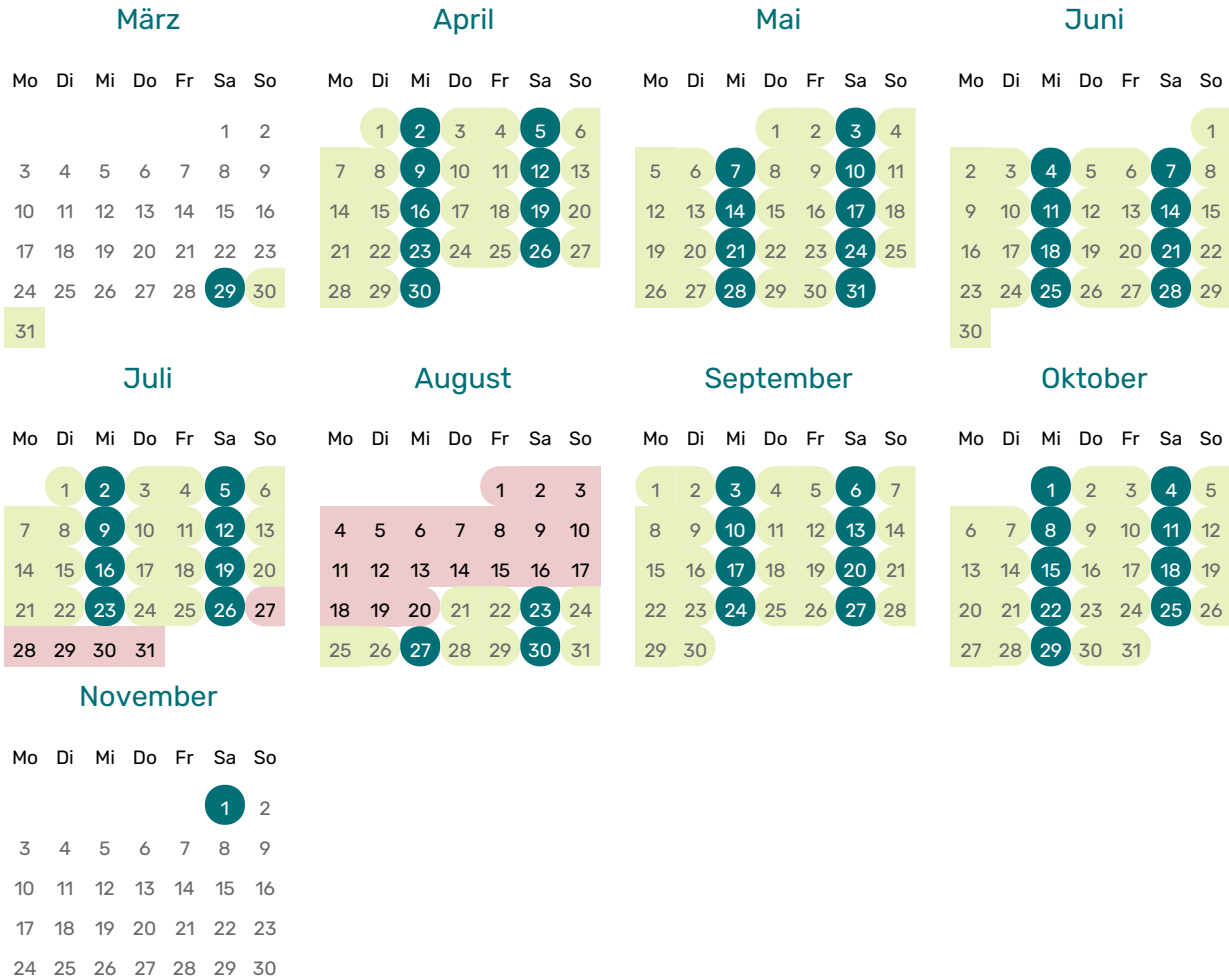 März April Mai Juni
Mo Di Mi Do Fr Sa So Mo Di Mi Do Fr Sa So Mo Di Mi Do Fr Sa So Mo Di Mi Do Fr Sa So
1 2 1 2 3 4 5 6 1 2 3 4 1
3 4 5 6 7 8 9 7 8 9 10 11 12 13 5 6 7 8 9 10 11 2 3 4 5 6 7 8
10 11 12 13 14 15 16 14 15 16 17 18 19 20 12 13 14 15 16 17 18 9 10 11 12 13 14 15
17 18 19 20 21 22 23 21 22 23 24 25 26 27 19 20 21 22 23 24 25 16 17 18 19 20 21 22
24 25 26 27 28 29 30 28 29 30 26 27 28 29 30 31 23 24 25 26 27 28 29
31 30
Juli August September Oktober
Mo Di Mi Do Fr Sa So Mo Di Mi Do Fr Sa So Mo Di Mi Do Fr Sa So Mo Di Mi Do Fr Sa So
1 2 3 4 5 6 1 2 3 1 2 3 4 5 6 7 1 2 3 4 5
7 8 9 10 11 12 13 4 5 6 7 8 9 10 8 9 10 11 12 13 14 6 7 8 9 10 11 12
14 15 16 17 18 19 20 11 12 13 14 15 16 17 15 16 17 18 19 20 21 13 14 15 16 17 18 19
21 22 23 24 25 26 27 18 19 20 21 22 23 24 22 23 24 25 26 27 28 20 21 22 23 24 25 26
28 29 30 31 25 26 27 28 29 30 31 29 30 27 28 29 30 31
November
Mo Di Mi Do Fr Sa So
1 2
3 4 5 6 7 8 9
10 11 12 13 14 15 16
17 18 19 20 21 22 23
24 25 26 27 28 29 30